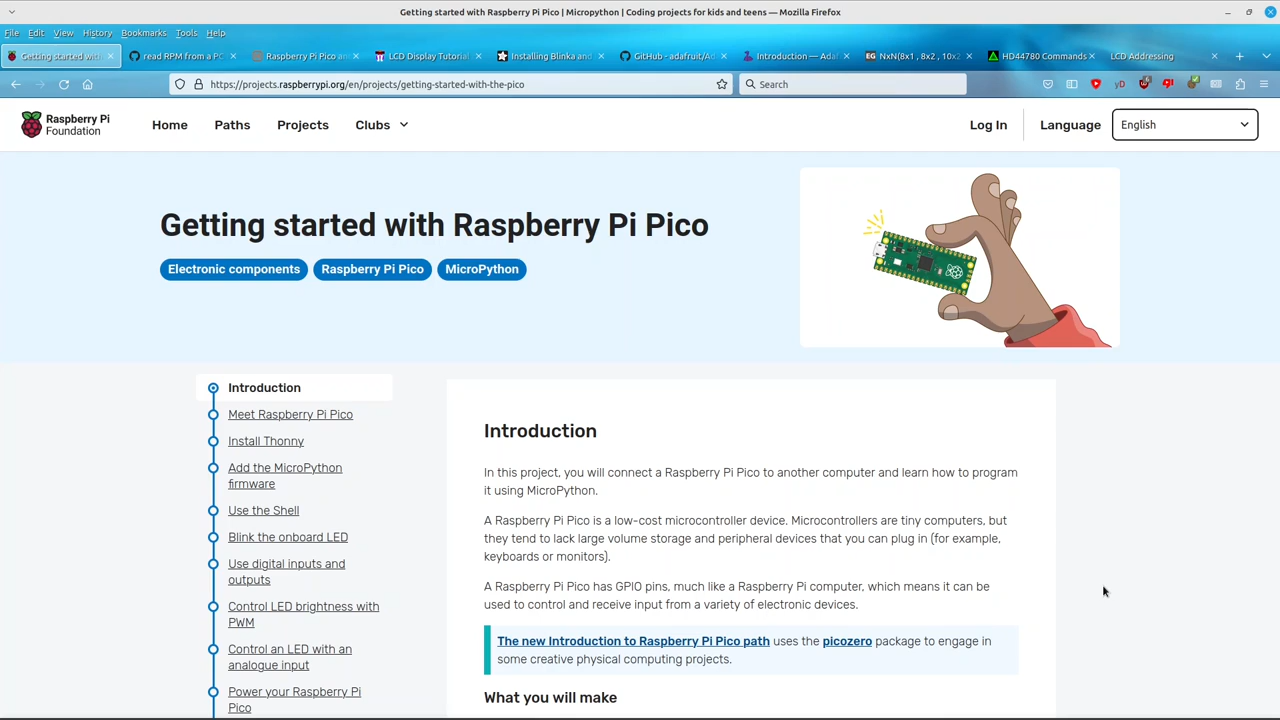 Getting started with Raspberry Pi Pico | Micropython | Coding projects for kids and teens — Mozilla Firefox
File Edit View History Bookmarks Tools Help
Getting started with
read RPM from a PC
Raspberry Pi Pico an
LCD Display Tutorial
Installing Blinka and
GitHub - adafruit/Ad
Introduction — Adaf
NxN(8x1 , 8x2 , 10x2
HD44780 Commands
LCD Addressing
https://projects.raspberrypi.org/en/projects/getting-started-with-the-pico
Search
Raspberry Pi
Foundation
Home
Paths
Projects
Clubs
Log In
Language
English
Getting started with Raspberry Pi Pico
Electronic components
Raspberry Pi Pico
MicroPython
Introduction
Meet Raspberry Pi Pico
Install Thonny
Add the MicroPython
firmware
Use the Shell
Blink the onboard LED
Use digital inputs and
outputs
Control LED brightness with
PWM
Control an LED with an
analogue input
Power your Raspberry Pi
Pico
Introduction
In this project, you will connect a Raspberry Pi Pico to another computer and learn how to program
it using MicroPython.
A Raspberry Pi Pico is a low-cost microcontroller device. Microcontrollers are tiny computers, but
they tend to lack large volume storage and peripheral devices that you can plug in (for example,
keyboards or monitors).
A Raspberry Pi Pico has GPIO pins, much like a Raspberry Pi computer, which means it can be
used to control and receive input from a variety of electronic devices.
The new Introduction to Raspberry Pi Pico path uses the picozero package to engage in
some creative physical computing projects.
What you will make